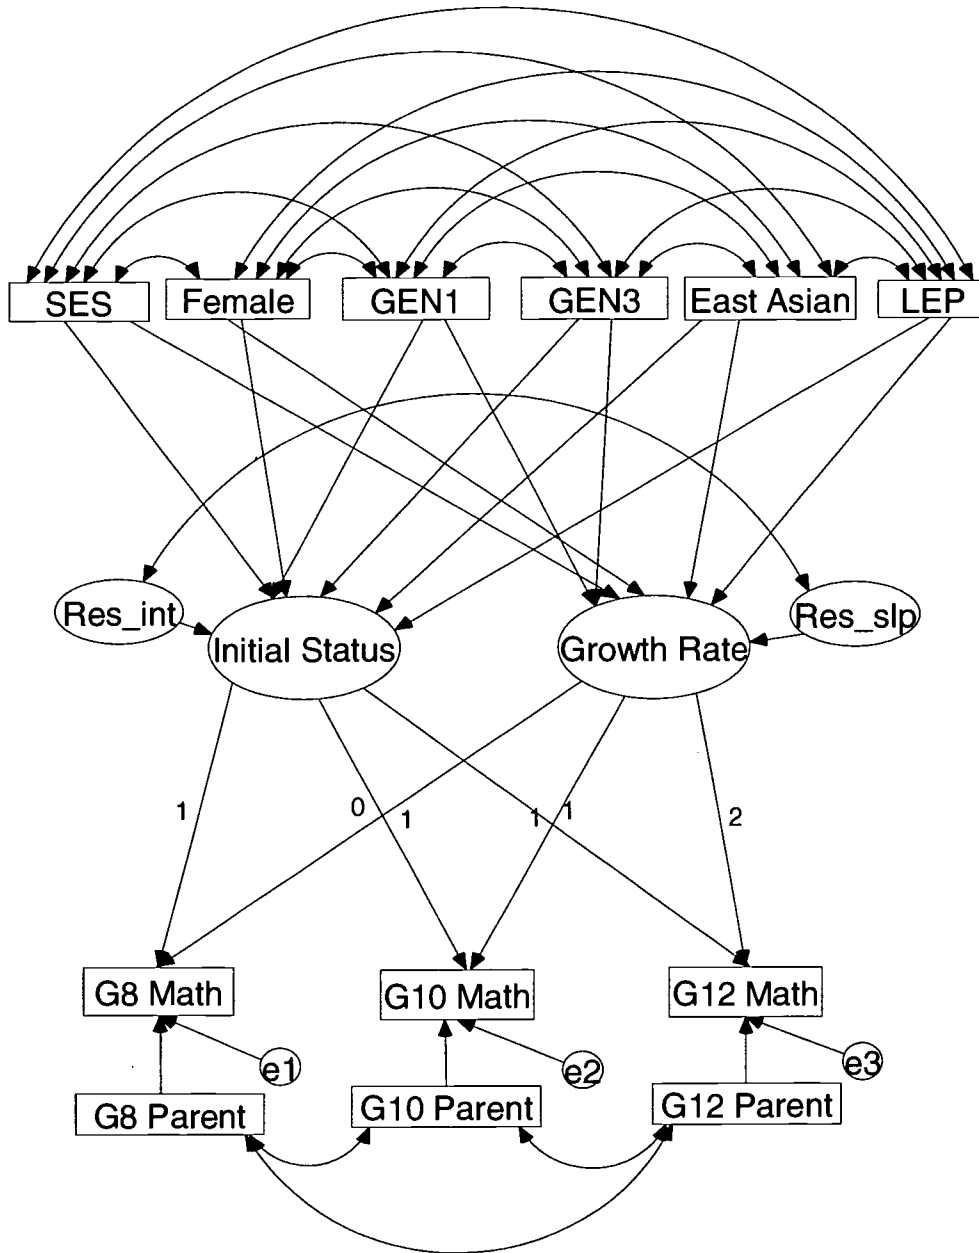 SES
Female
GEN1
GEN3
East Asian
LEP
Res_int
Initial Status
Growth Rate
Res_slp
1
0
1
1
1
2
G8 Math
G10 Math
G12 Math
e1
e2
e3
G8 Parent
G10 Parent
G12 Parent